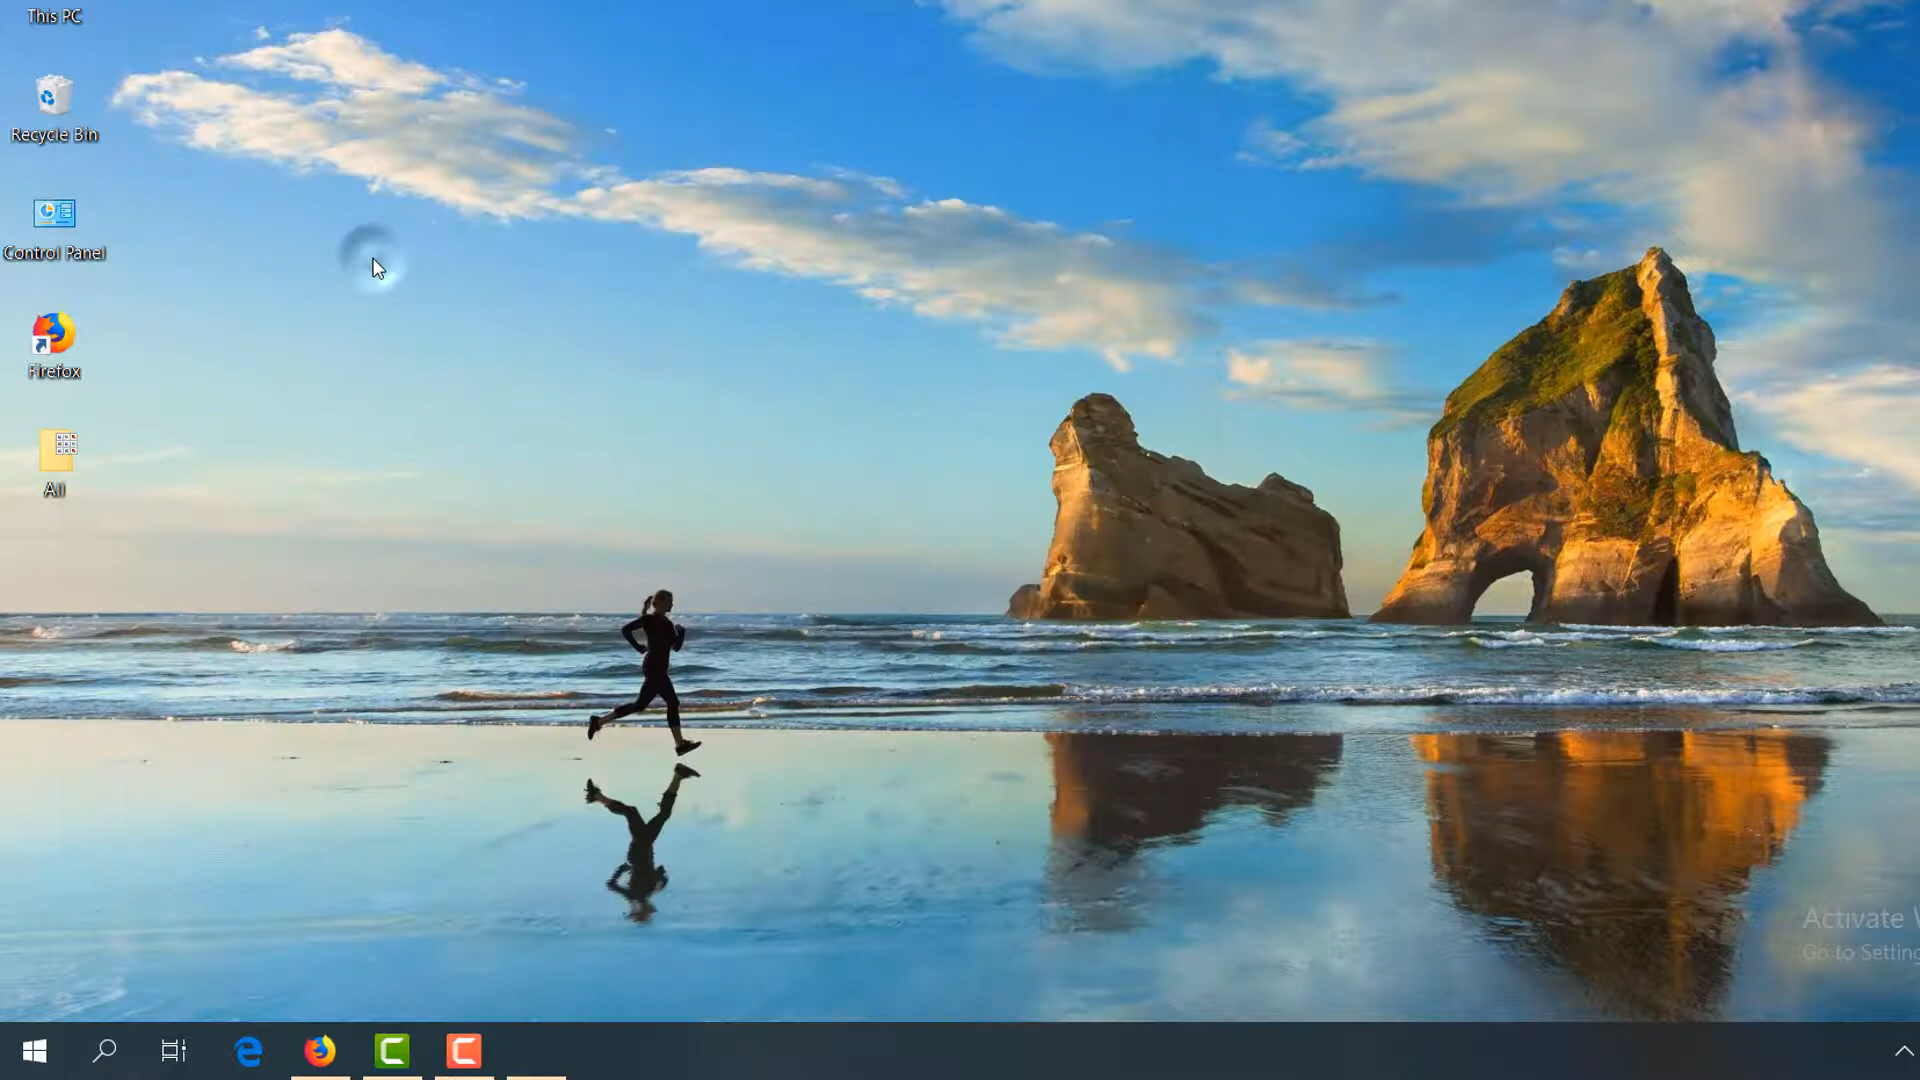 This PC
Recycle Bin
Control Panel
Firefox
All
Activate W
Go to Setting